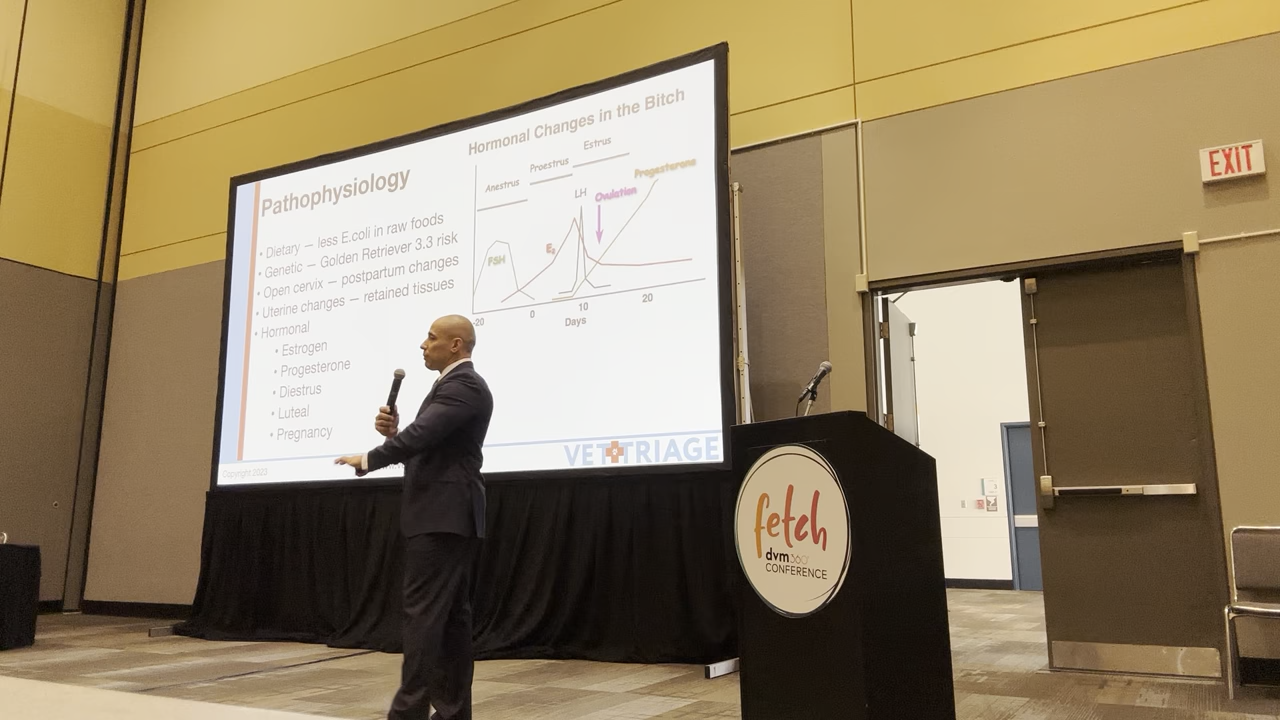 Pathophysiology
• Dietary — less E.coli in raw foods
• Genetic — Golden Retriever 3.3 risk
• Open cervix — postpartum changes
• Uterine changes — retained tissues
• Hormonal
• Estrogen
• Progesterone
• Diestrus
• Luteal
• Pregnancy
Copyright 2023
Hormonal Changes in the Bitch
Anestrus
Proestrus
Estrus
Progesterone
LH
Ovulation
FSH
-20
0
10
20
Days
VET TRIAGE
EXIT
fetch
dvm360
CONFERENCE